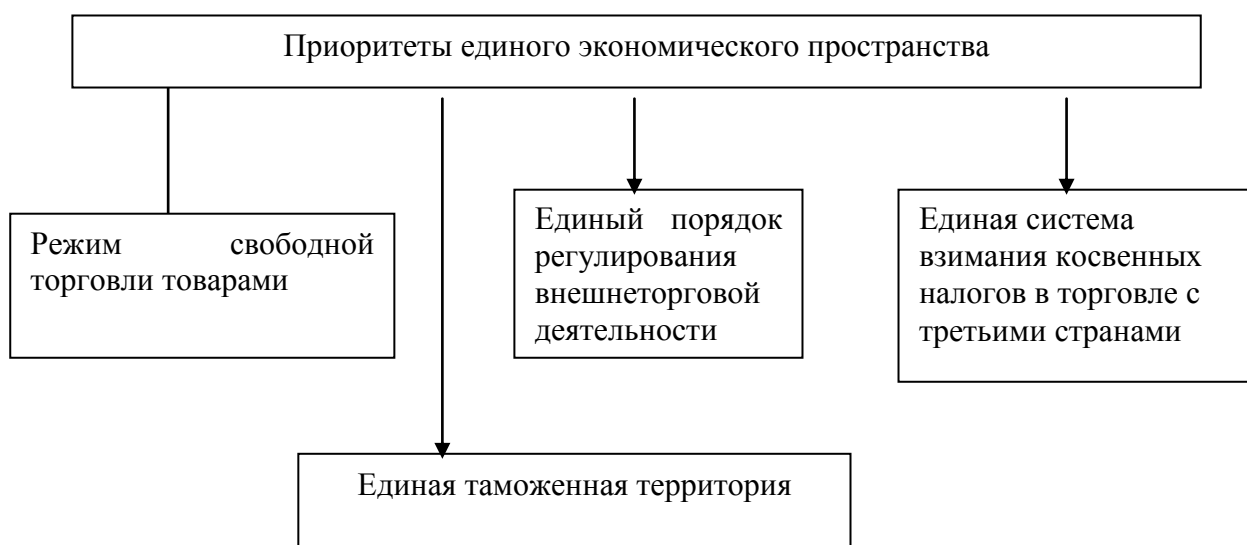 Приоритеты единого экономического пространства
Режим свободной
торговли товарами
Единый порядок
регулирования
внешнеторговой
деятельности
Единая система
взимания косвенных
налогов в торговле с
третьими странами
Единая таможенная территория